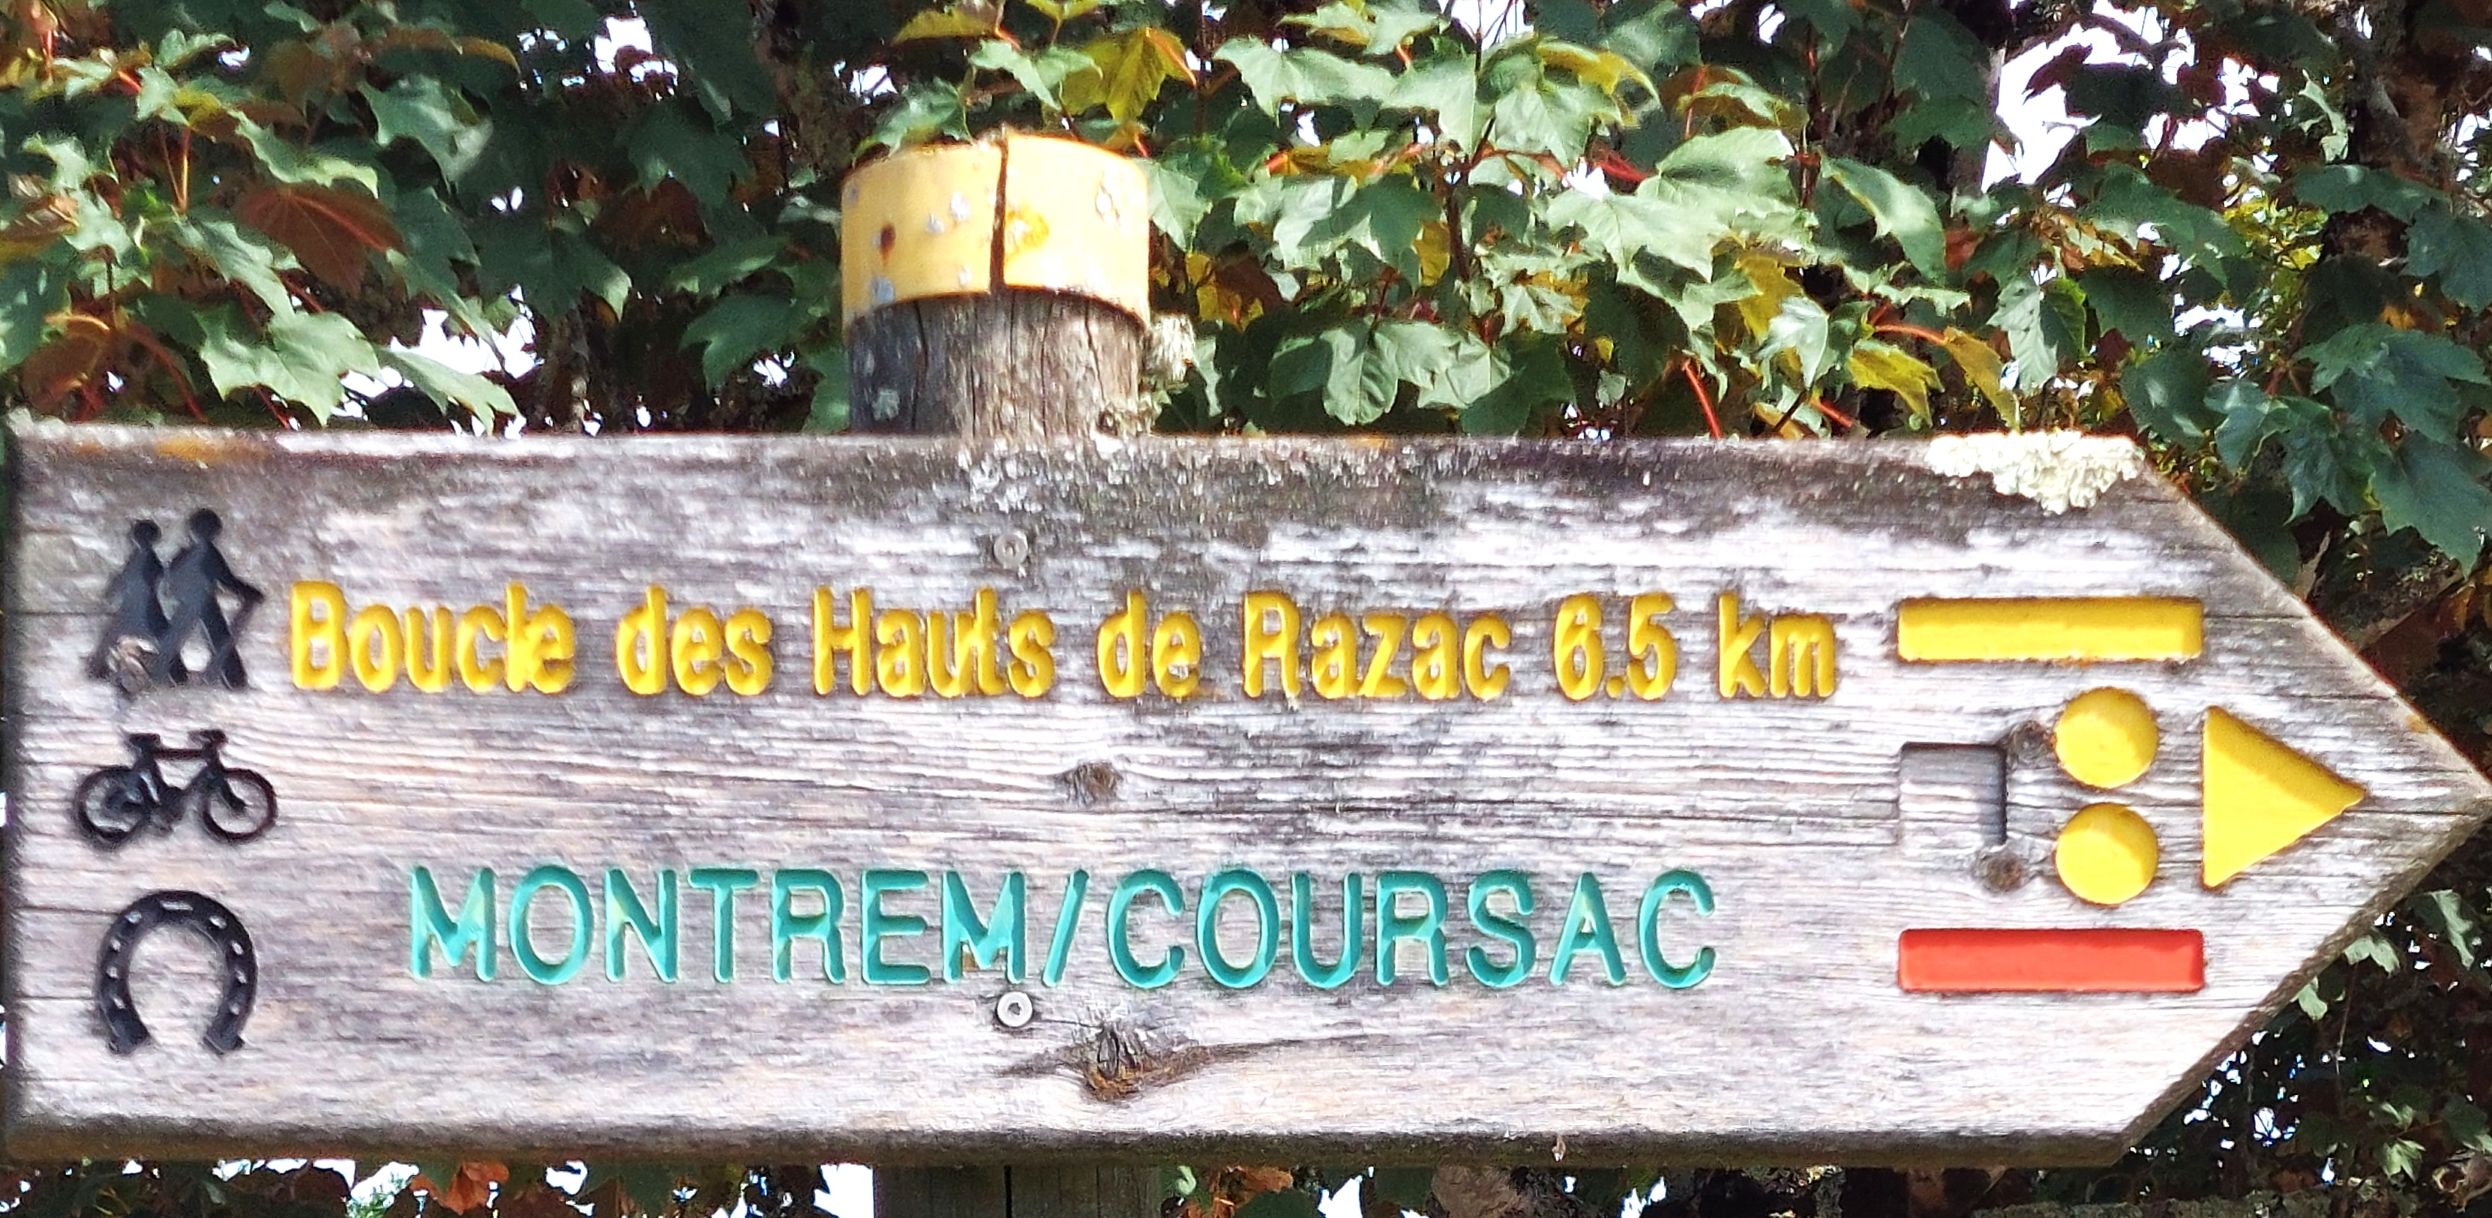 Boucle des Hauts de Razac 6.5 km
MONTREM/COURSAC